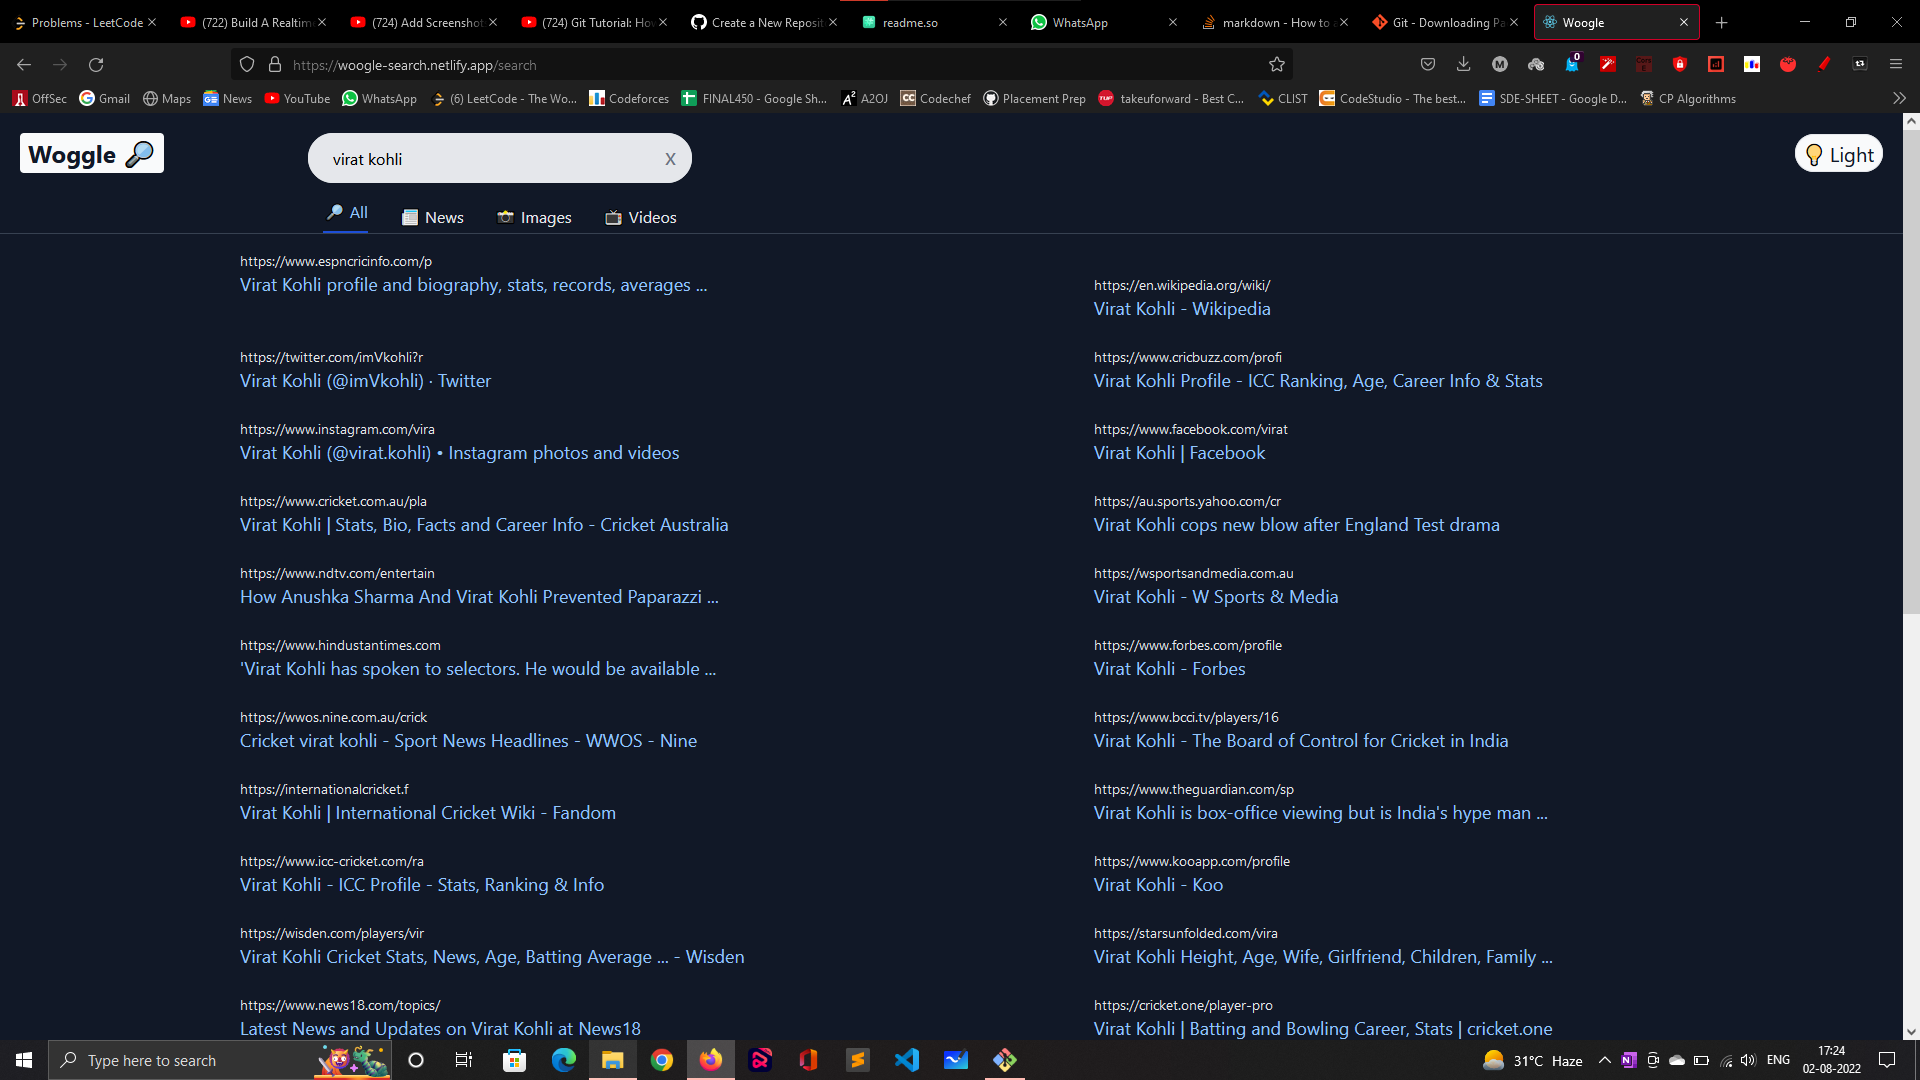 Problems - LeetCode
(722) Build A Realtim
(724) Add Screenshot
(724) Git Tutorial: Ho
Create a New Reposit
readme.so
WhatsApp
markdown - How to
Git - Downloading Pa
Woogle
https://woogle-search.netlify.app/search
0
OffSec
Gmail
Maps
News
YouTube
WhatsApp
(6) LeetCode - The Wo...
Codeforces
FINAL450 - Google Sh...
A2OJ
Codechef
Placement Prep
takeuforward - Best C...
CLIST
CodeStudio - The best...
SDE-SHEET - Google D...
CP Algorithms
Woggle
virat kohli
X
Light
All
News
Images
Videos
https://www.espncricinfo.com/p
Virat Kohli profile and biography, stats, records, averages ...
https://en.wikipedia.org/wiki/
Virat Kohli - Wikipedia
https://twitter.com/imVkohli?r
Virat Kohli (@imVkohli) · Twitter
https://www.cricbuzz.com/profi
Virat Kohli Profile - ICC Ranking, Age, Career Info & Stats
https://www.instagram.com/vira
Virat Kohli (@virat.kohli) • Instagram photos and videos
https://www.facebook.com/virat
Virat Kohli | Facebook
https://www.cricket.com.au/pla
Virat Kohli | Stats, Bio, Facts and Career Info - Cricket Australia
https://au.sports.yahoo.com/cr
Virat Kohli cops new blow after England Test drama
https://www.ndtv.com/entertain
How Anushka Sharma And Virat Kohli Prevented Paparazzi ...
https://wsportsandmedia.com.au
Virat Kohli - W Sports & Media
https://www.hindustantimes.com
'Virat Kohli has spoken to selectors. He would be available ...
https://www.forbes.com/profile
Virat Kohli - Forbes
https://wwos.nine.com.au/crick
Cricket virat kohli - Sport News Headlines - WWOS - Nine
https://www.bcci.tv/players/16
Virat Kohli - The Board of Control for Cricket in India
https://internationalcricket.f
Virat Kohli | International Cricket Wiki - Fandom
https://www.theguardian.com/sp
Virat Kohli is box-office viewing but is India's hype man ...
https://www.icc-cricket.com/ra
Virat Kohli - ICC Profile - Stats, Ranking & Info
https://www.kooapp.com/profile
Virat Kohli - Koo
https://wisden.com/players/vir
Virat Kohli Cricket Stats, News, Age, Batting Average ... - Wisden
https://starsunfolded.com/vira
Virat Kohli Height, Age, Wife, Girlfriend, Children, Family ...
https://www.news18.com/topics/
Latest News and Updates on Virat Kohli at News18
https://cricket.one/player-pro
Virat Kohli | Batting and Bowling Career, Stats | cricket.one
Type here to search
31°C Haze
ENG
17:24
02-08-2022